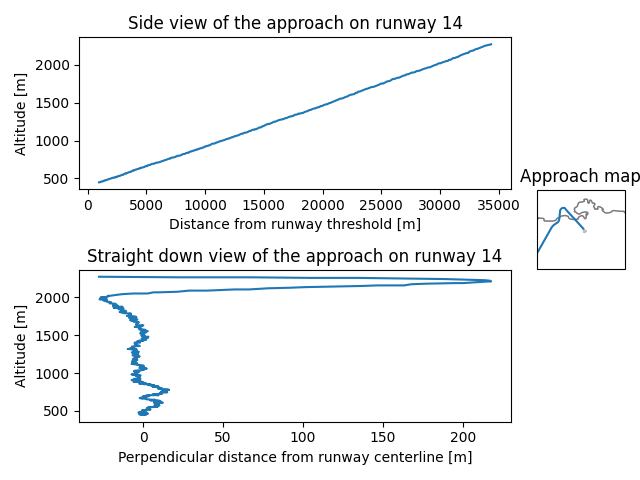 Side view of the approach on runway 14
Altitude [m]
2000
1500
1000
500
0 5000 10000 15000 20000 25000 30000 35000
Distance from runway threshold [m]
Approach map
Straight down view of the approach on runway 14
Altitude [m]
2000
1500
1000
500
0 50 100 150 200
Perpendicular distance from runway centerline [m]